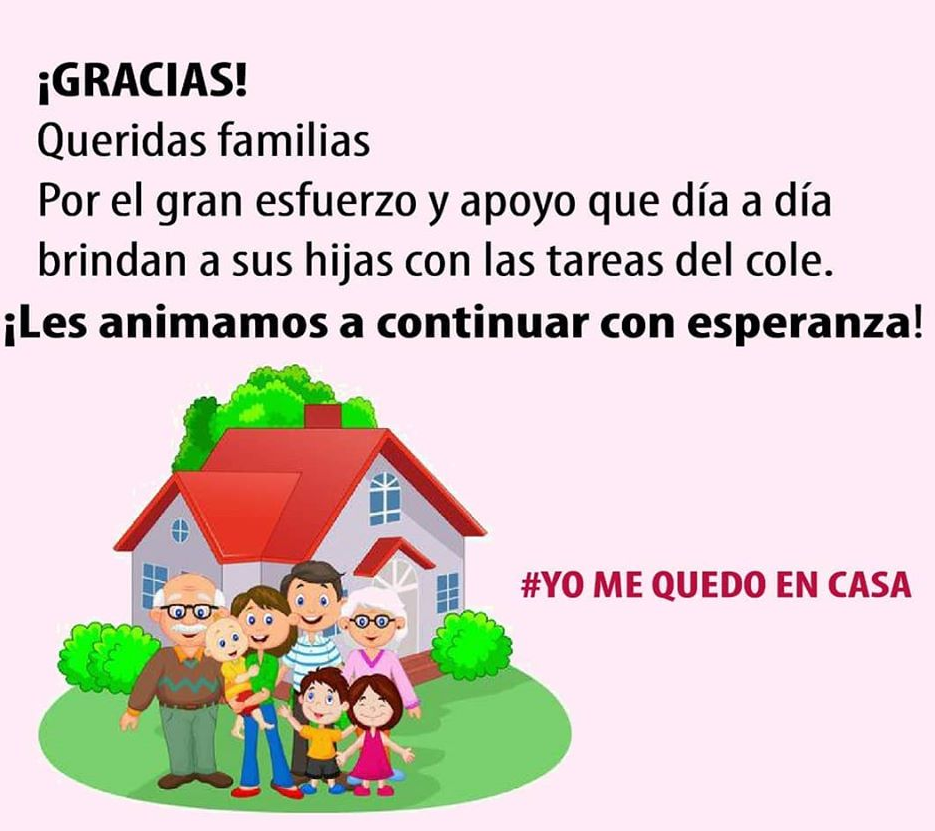 ¡GRACIAS!
Queridas familias
Por el gran esfuerzo y apoyo que día a día
brindan a sus hijas con las tareas del cole.
¡Les animamos a continuar con esperanza!
#YO ME QUEDO EN CASA